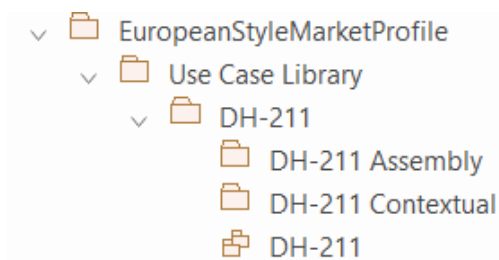 EuropeanStyleMarketProfile
Use Case Library
DH-211
DH-211 Assembly
DH-211 Contextual
DH-211